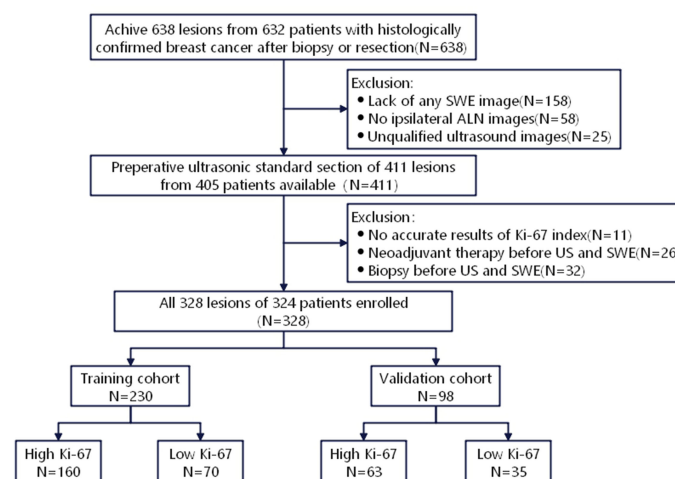 Achive 638 lesions from 632 patients with histologically
confirmed breast cancer after biopsy or resection(N=638)
Exclusion:
• Lack of any SWE image(N=158)
• No ipsilateral ALN images(N=58)
• Unqualified ultrasound images(N=25)
Preperative ultrasonic standard section of 411 lesions
from 405 patients available (N=411)
Exclusion:
• No accurate results of Ki-67 index(N=11)
• Neoadjuvant therapy before US and SWE(N=26
• Biopsy before US and SWE(N=32)
All 328 lesions of 324 patients enrolled
(N=328)
Training cohort
N=230
Validation cohort
N=98
High Ki-67
N=160
Low Ki-67
N=70
High Ki-67
N=63
Low Ki-67
N=35